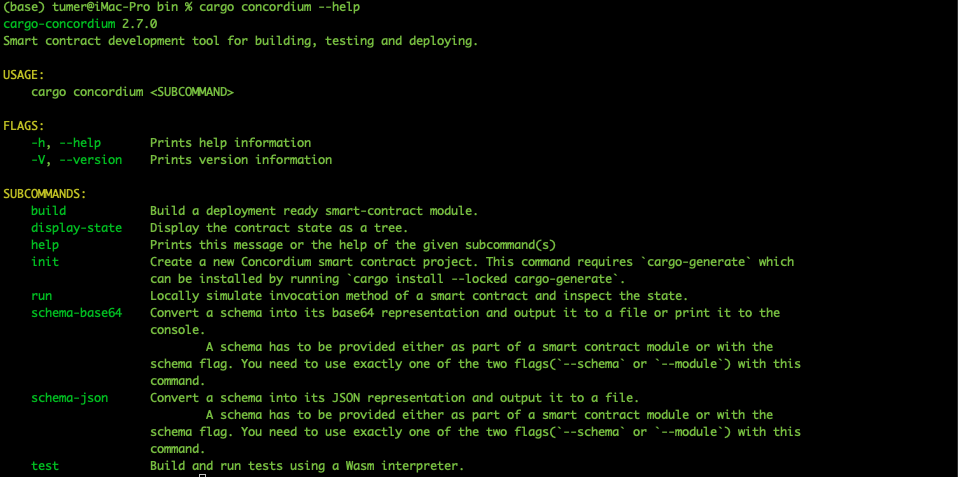 (base) tumer@iMac-Pro bin % cargo concordium --help
cargo-concordium 2.7.0
Smart contract development tool for building, testing and deploying.
USAGE:
cargo concordium <SUBCOMMAND>
FLAGS:
-h, --help Prints help information
-V, --version Prints version information
SUBCOMMANDS:
build Build a deployment ready smart-contract module.
display-state Display the contract state as a tree.
help Prints this message or the help of the given subcommand(s)
init Create a new Concordium smart contract project. This command requires `cargo-generate` which
can be installed by running `cargo install --locked cargo-generate`.
run Locally simulate invocation method of a smart contract and inspect the state.
schema-base64 Convert a schema into its base64 representation and output it to a file or print it to the
console.
A schema has to be provided either as part of a smart contract module or with the
schema flag. You need to use exactly one of the two flags(`--schema` or `--module`) with this
command.
schema-json Convert a schema into its JSON representation and output it to a file.
A schema has to be provided either as part of a smart contract module or with the
schema flag. You need to use exactly one of the two flags(`--schema` or `--module`) with this
command.
test Build and run tests using a Wasm interpreter.